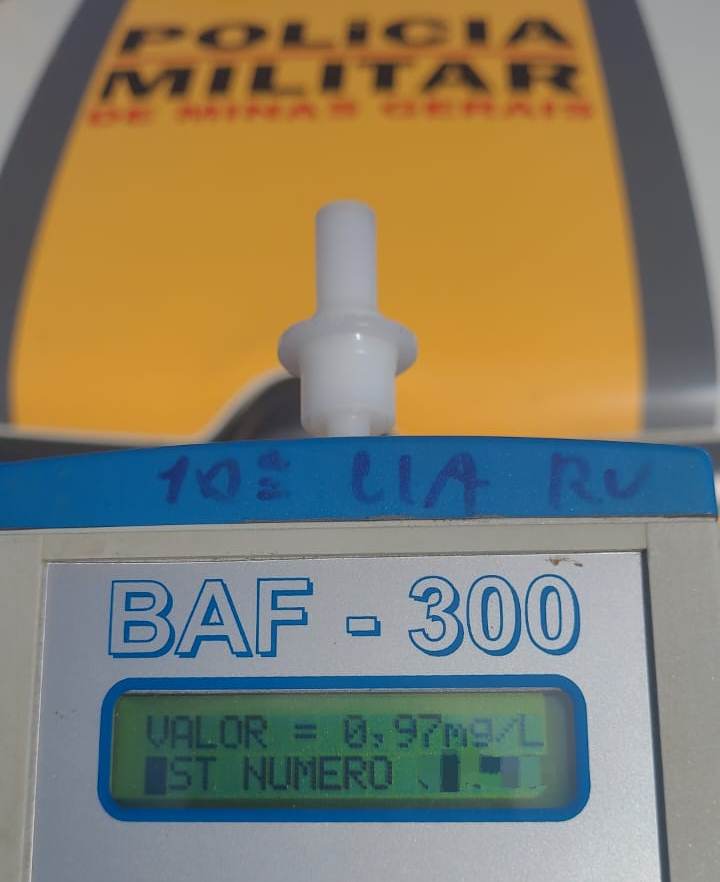 POLICIA
MILITAR
DE MINAS GERAIS
10ª CIA RV
BAF - 300
VALOR = 0,97mg/L
ST NUMERO